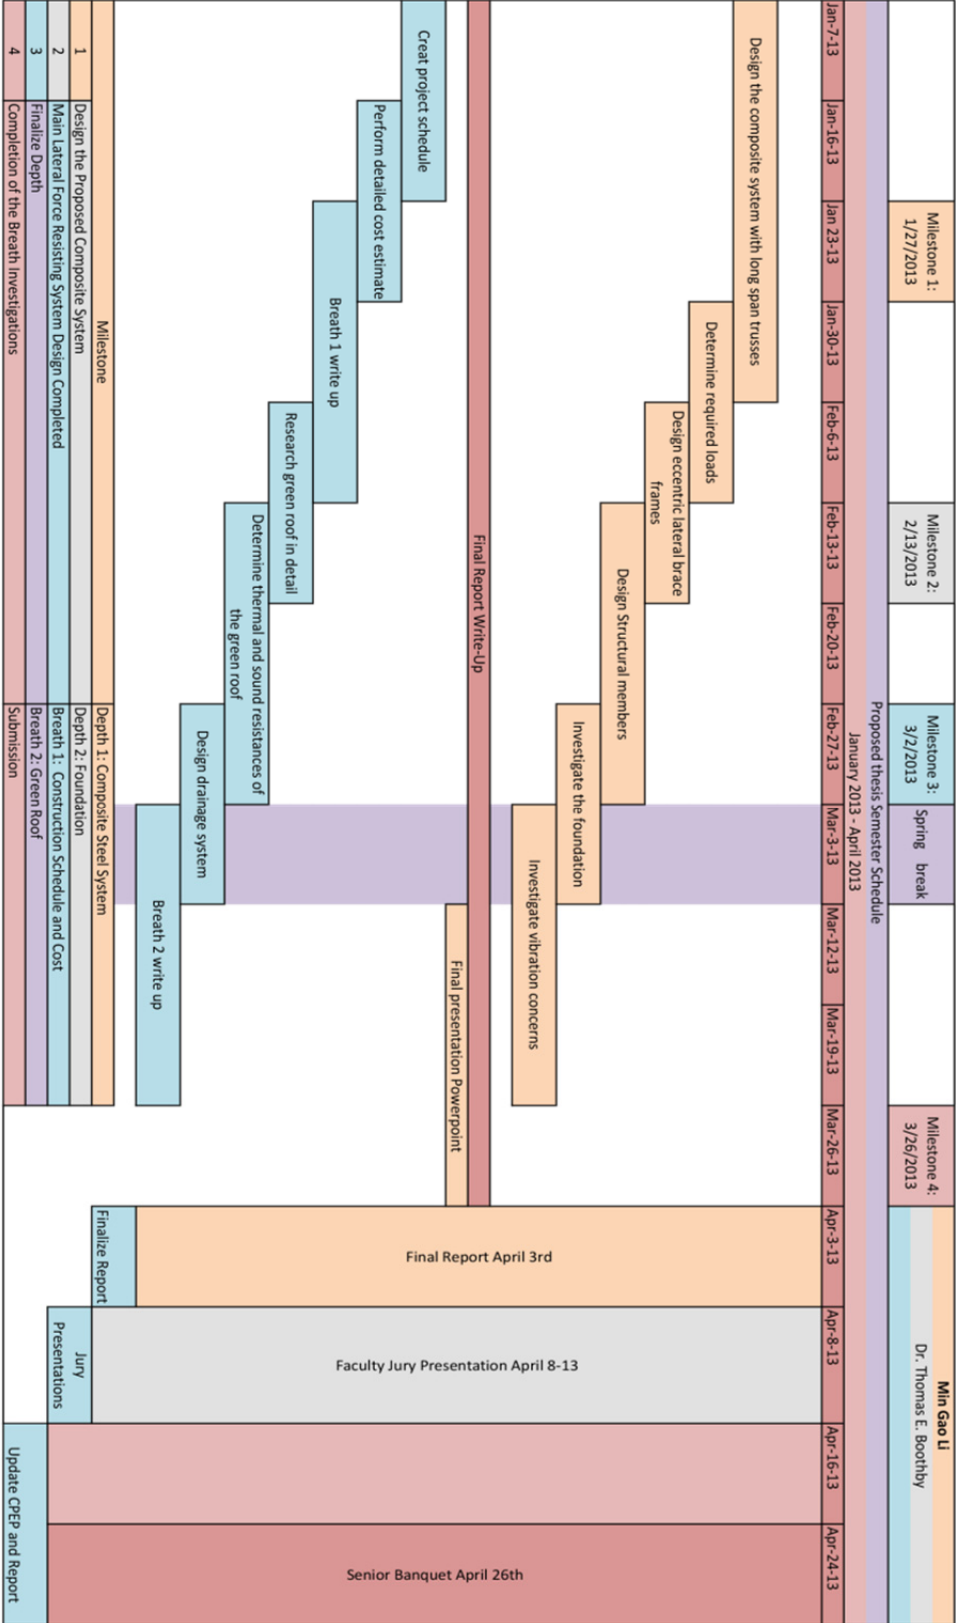 Milestone 1:
1/27/2013
Milestone 2:
2/13/2013
Milestone 3:
3/2/2013
Spring break
Milestone 4:
3/26/2013
Min Gao Li
Dr. Thomas E. Boothby
Proposed thesis Semester Schedule
January 2013 - April 2013
Jan-7-13
Jan-16-13
Jan 23-13
Jan-30-13
Feb-6-13
Feb-13-13
Feb-20-13
Feb-27-13
Mar-3-13
Mar-12-13
Mar-19-13
Mar-26-13
Apr-3-13
Apr-8-13
Apr-16-13
Apr-24-13
Design the composite system with long span trusses
Determine required loads
Design eccentric lateral brace
frames
Design Structural members
Investigate the foundation
Investigate vibration concerns
Final Report Write-Up
Final presentation Powerpoint
Creat project schedule
Perform detailed cost estimate
Breath 1 write up
Research green roof in detail
Determine thermal and sound resistances of
the green roof
Design drainage system
Breath 2 write up
Final Report April 3rd
Faculty Jury Presentation April 8-13
Senior Banquet April 26th
Finalize Report
Jury
Presentations
Update CPEP and Report
Milestone
Depth 1: Composite Steel System
1 Design the Proposed Composite System
Depth 2: Foundation
2 Main Lateral Force Resisting System Design Completed
Breath 1: Construction Schedule and Cost
3 Finalize Depth
Breath 2: Green Roof
4 Completion of the Breath Investigations
Submission